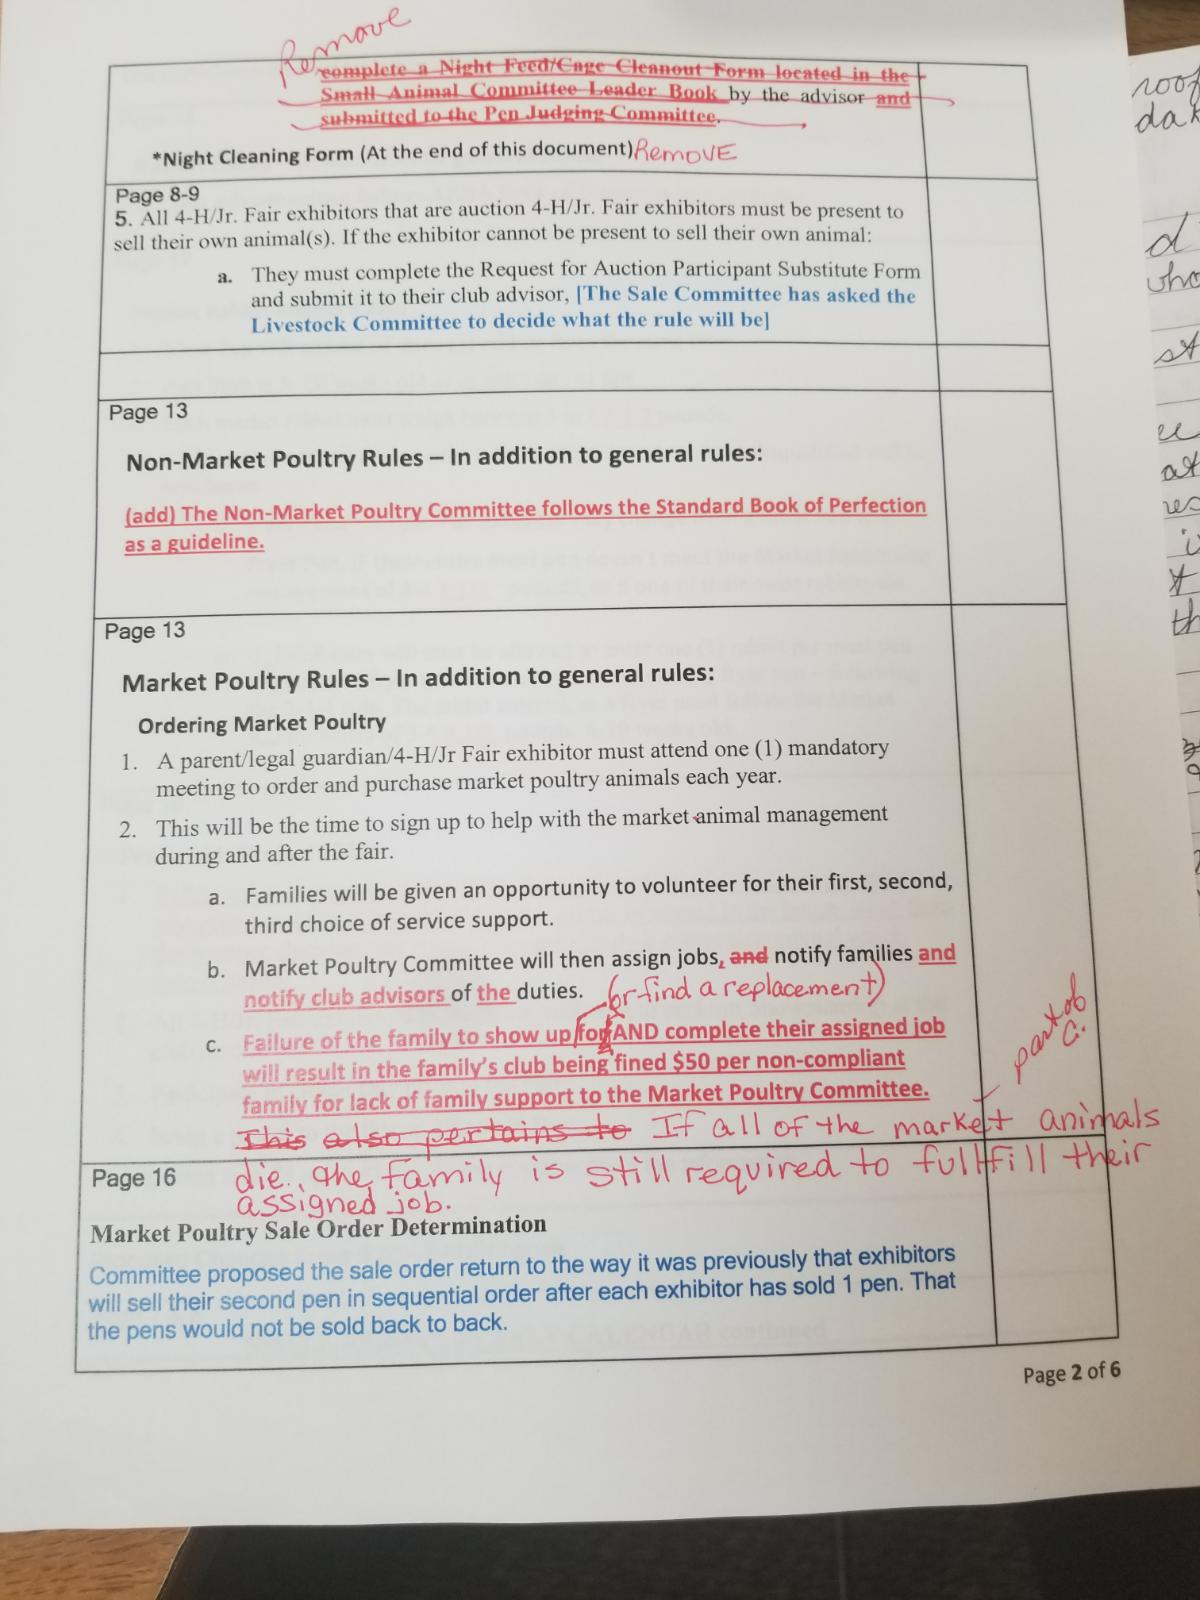 Remove
complete a Night Feed/Cage Cleanout Form located in the
Small Animal Committee Leader Book by the advisor and
submitted to the Pen Judging Committee.
*Night Cleaning Form (At the end of this document) REMOVE
Page 8-9
5. All 4-H/Jr. Fair exhibitors that are auction 4-H/Jr. Fair exhibitors must be present to
sell their own animal(s). If the exhibitor cannot be present to sell their own animal:
a. They must complete the Request for Auction Participant Substitute Form
and submit it to their club advisor, [The Sale Committee has asked the
Livestock Committee to decide what the rule will be]
Page 13
Non-Market Poultry Rules – In addition to general rules:
(add) The Non-Market Poultry Committee follows the Standard Book of Perfection
as a guideline.
Page 13
Market Poultry Rules – In addition to general rules:
Ordering Market Poultry
1. A parent/legal guardian/4-H/Jr Fair exhibitor must attend one (1) mandatory
meeting to order and purchase market poultry animals each year.
2. This will be the time to sign up to help with the market animal management
during and after the fair.
a. Families will be given an opportunity to volunteer for their first, second,
third choice of service support.
b. Market Poultry Committee will then assign jobs, and notify families and
notify club advisors of the duties. (or find a replacement)
c. Failure of the family to show up for AND complete their assigned job
will result in the family's club being fined $50 per non-compliant
family for lack of family support to the Market Poultry Committee.
part of
C.
This also pertains to If all of the market animals
die., the family is still required to fullfill their
assigned job.
Page 16
Market Poultry Sale Order Determination
Committee proposed the sale order return to the way it was previously that exhibitors
will sell their second pen in sequential order after each exhibitor has sold 1 pen. That
the pens would not be sold back to back.
Page 2 of 6